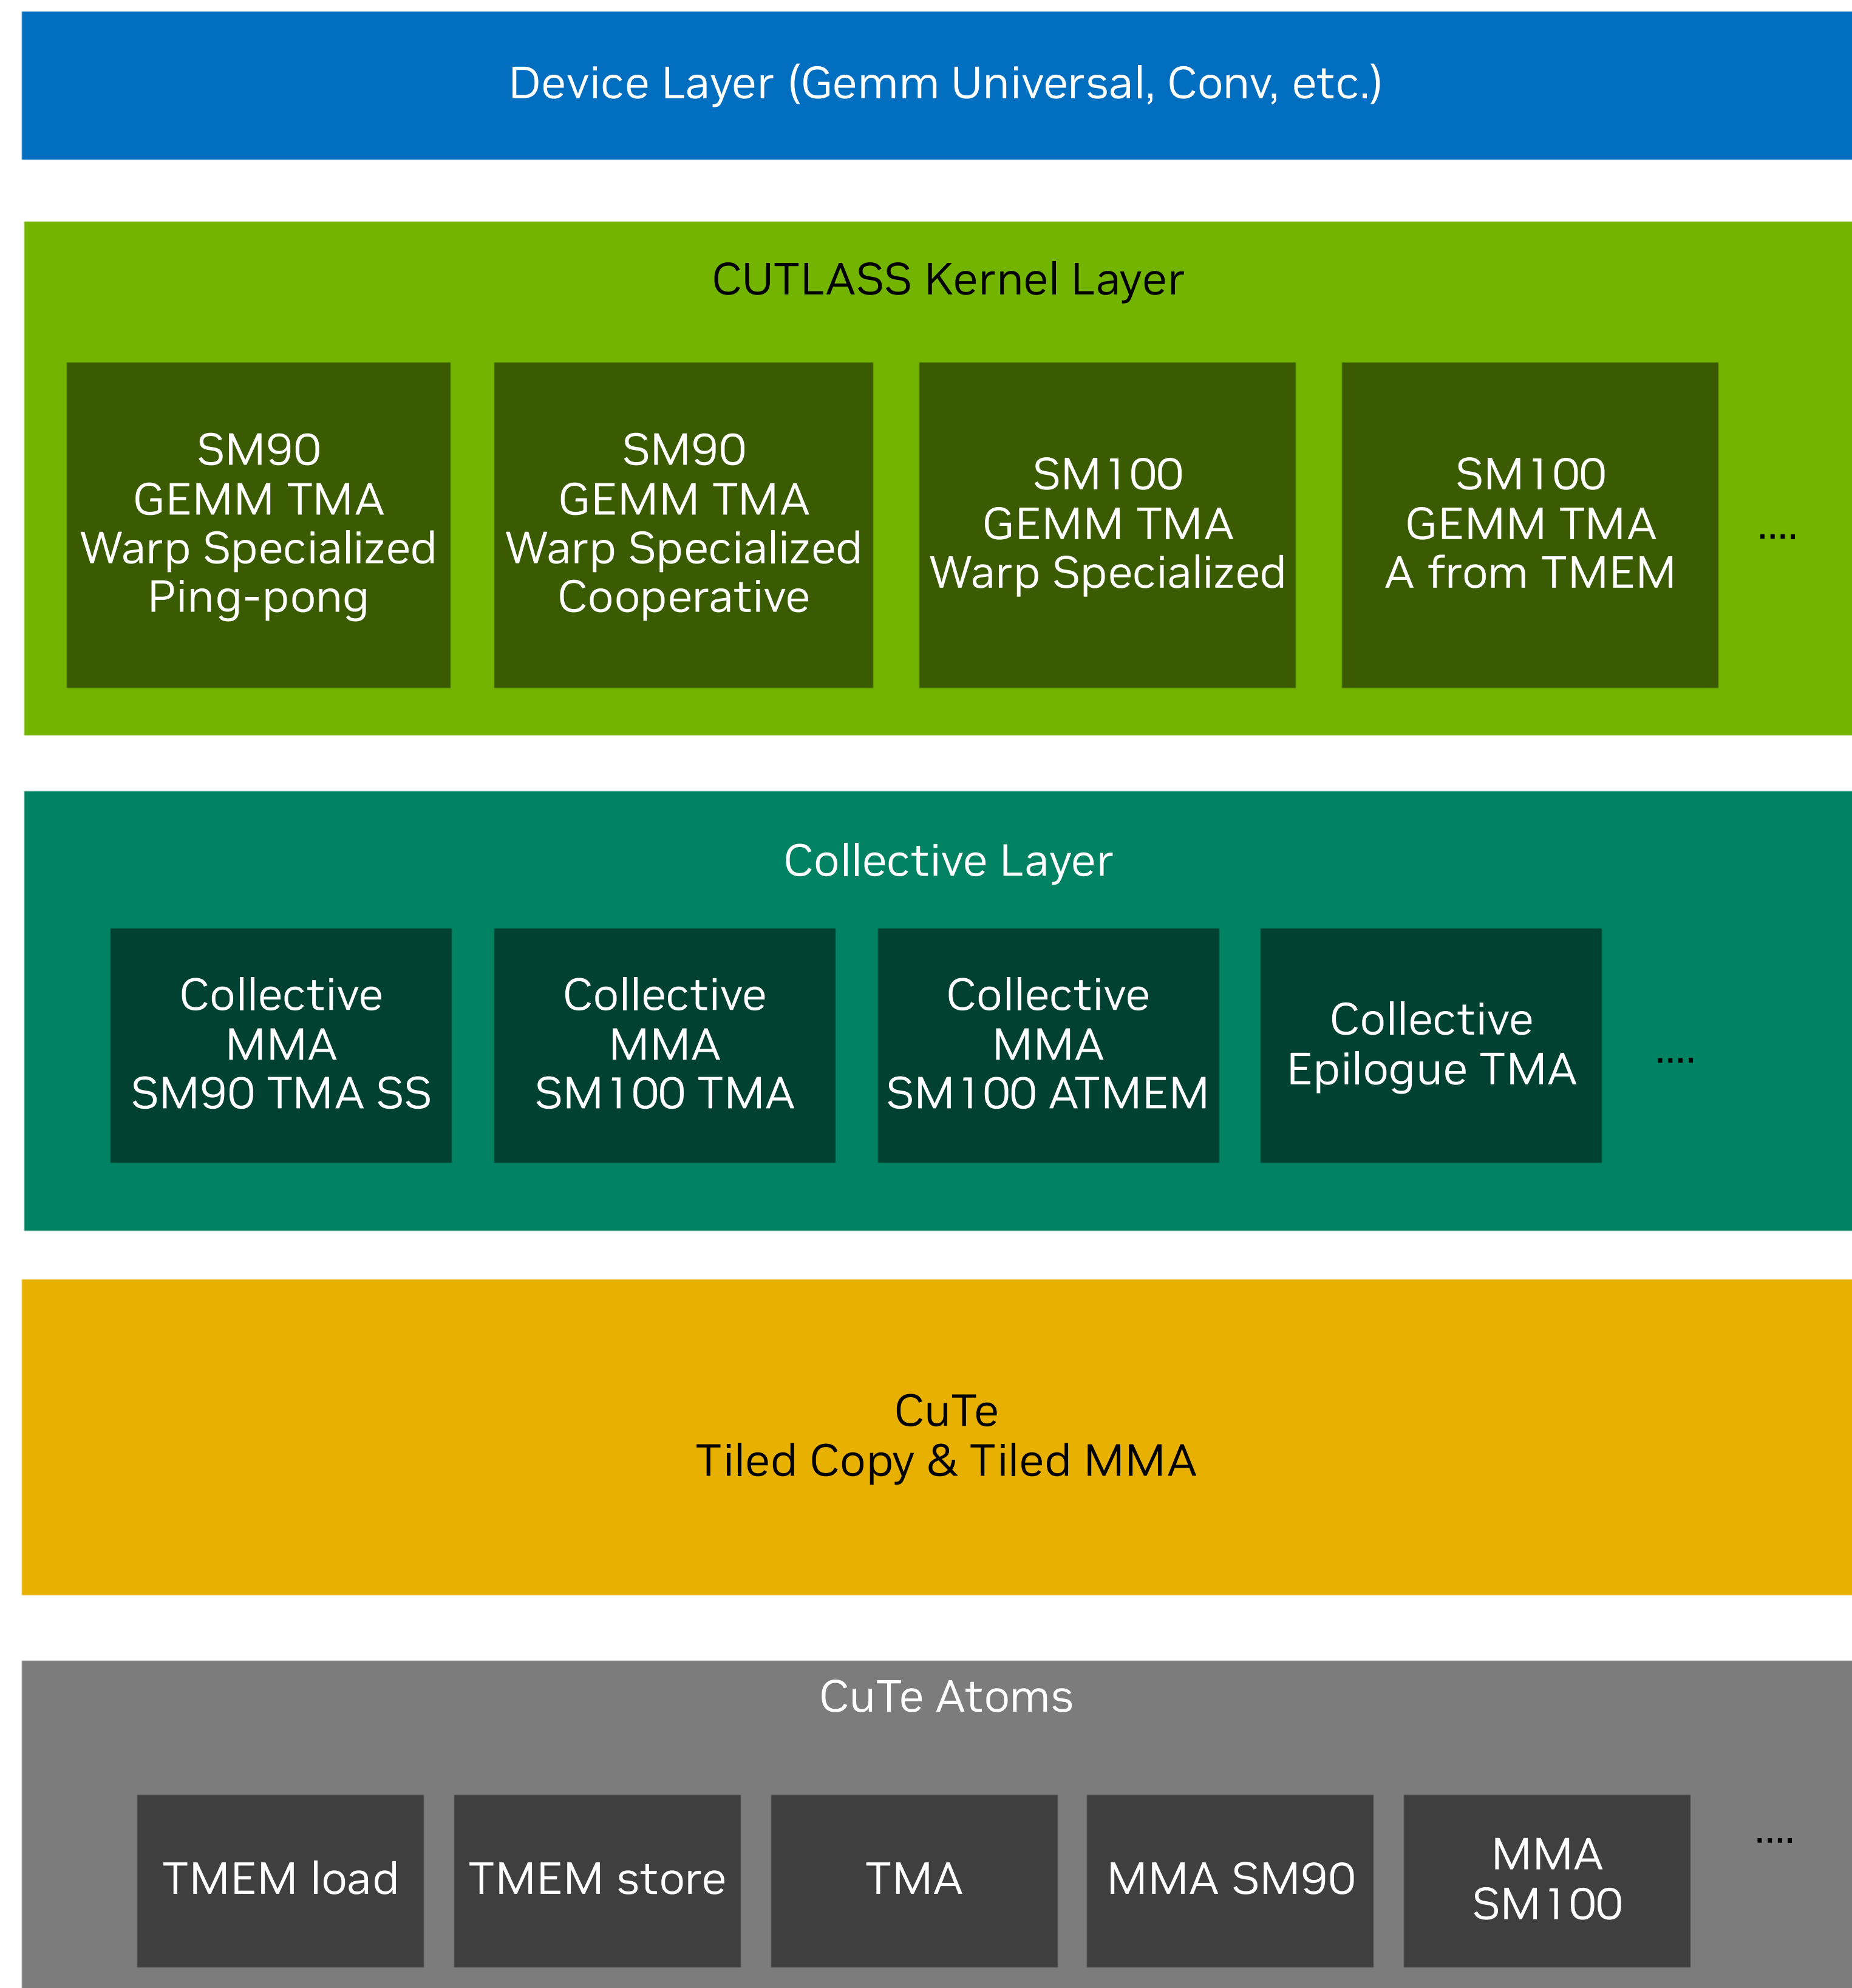 Device Layer (Gemm Universal, Conv, etc.)
CUTLASS Kernel Layer
SM90
GEMM TMA
Warp Specialized
Ping-pong
SM90
GEMM TMA
Warp Specialized
Cooperative
SM100
GEMM TMA
Warp Specialized
SM100
GEMM TMA
A from TMEM
....
Collective Layer
Collective
MMA
SM90 TMA SS
Collective
MMA
SM100 TMA
Collective
MMA
SM100 ATMEM
Collective
Epilogue TMA
....
CuTe
Tiled Copy & Tiled MMA
CuTe Atoms
TMEM load
TMEM store
TMA
MMA SM90
MMA
SM100
....